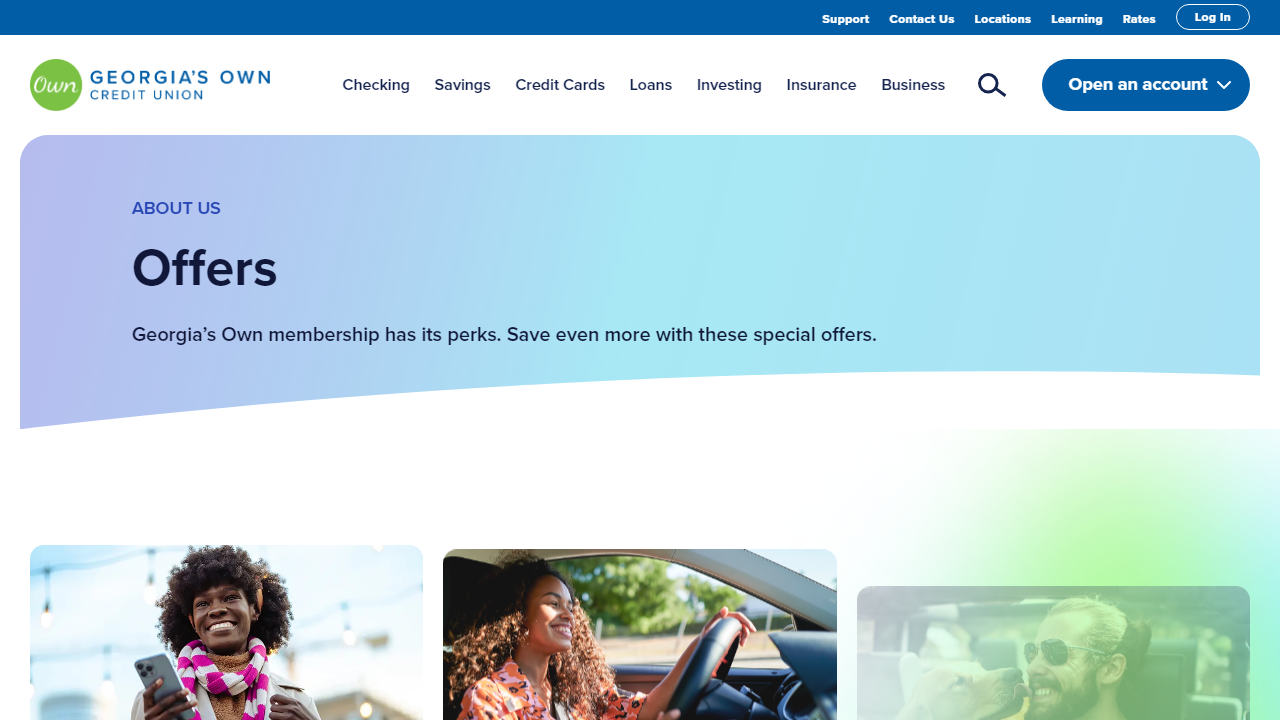 Support Contact Us Locations Learning Rates Log In
Own GEORGIA'S OWN
CREDIT UNION
Checking Savings Credit Cards Loans Investing Insurance Business Open an account
ABOUT US
Offers
Georgia’s Own membership has its perks. Save even more with these special offers.